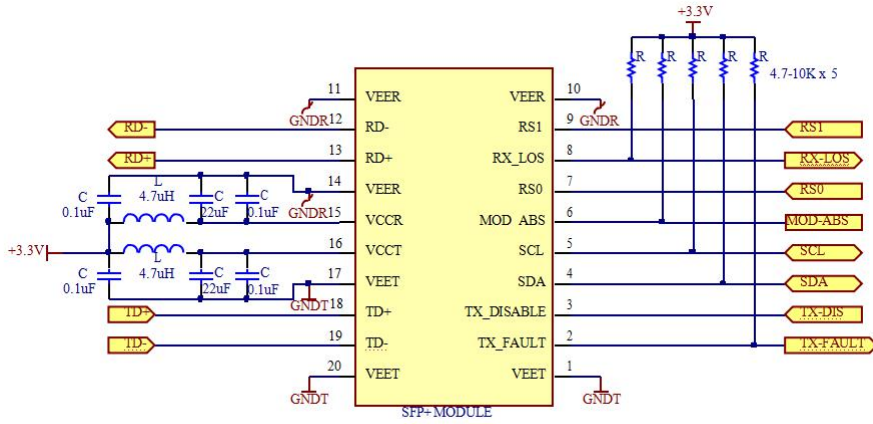 +3.3V
R R R R R
4.7-10K x 5
11 VEER VEER 10
GNDR GNDR
RD- 12 RD- RS1 9 RS1
RD+ 13 RD+ RX_LOS 8 RX-LOS
L
C 4.7uH C C 14 VEER RS0 7 RS0
0.1uF 22uF 0.1uF GNDR
15 VCCR MOD_ABS 6 MOD-ABS
+3.3V 16 VCCT SCL 5 SCL
L
C 4.7uH C C 17 VEET SDA 4 SDA
0.1uF 22uF 0.1uF GNDT
TD+ 18 TD+ TX_DISABLE 3 TX-DIS
TD- 19 TD- TX_FAULT 2 TX-FAULT
20 VEET VEET 1
GNDT GNDT
SFP+ MODULE